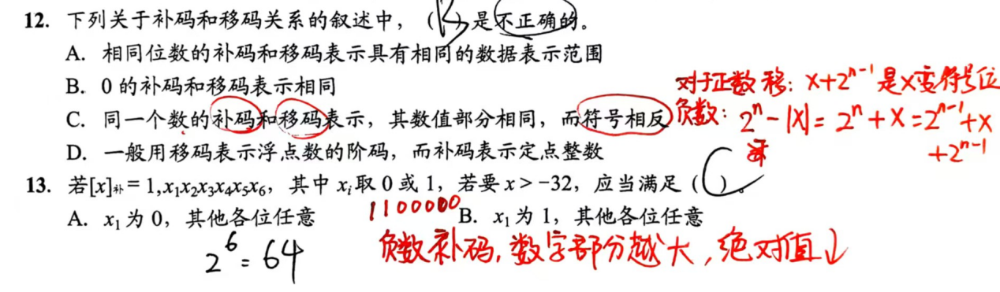 12. 下列关于补码和移码关系的叙述中，（B）是不正确的。
A. 相同位数的补码和移码表示具有相同的数据表示范围
B. 0 的补码和移码表示相同
对于正数 移: x+2^{n-1} 是x变符号位
C. 同一个数的补码和移码表示，其数值部分相同，而符号相反
负数: 2^n-|x|=2^n+x=2^{n-1}+x
+2^{n-1}
D. 一般用移码表示浮点数的阶码，而补码表示定点整数
13. 若[x]补=1,x₁x₂x₃x₄x₅x₆，其中 xᵢ取 0 或 1，若要 x > -32，应当满足（C）。
1100000
A. x₁ 为 0，其他各位任意
B. x₁ 为 1，其他各位任意
2^6=64
负数补码,数字部分越大,绝对值↓